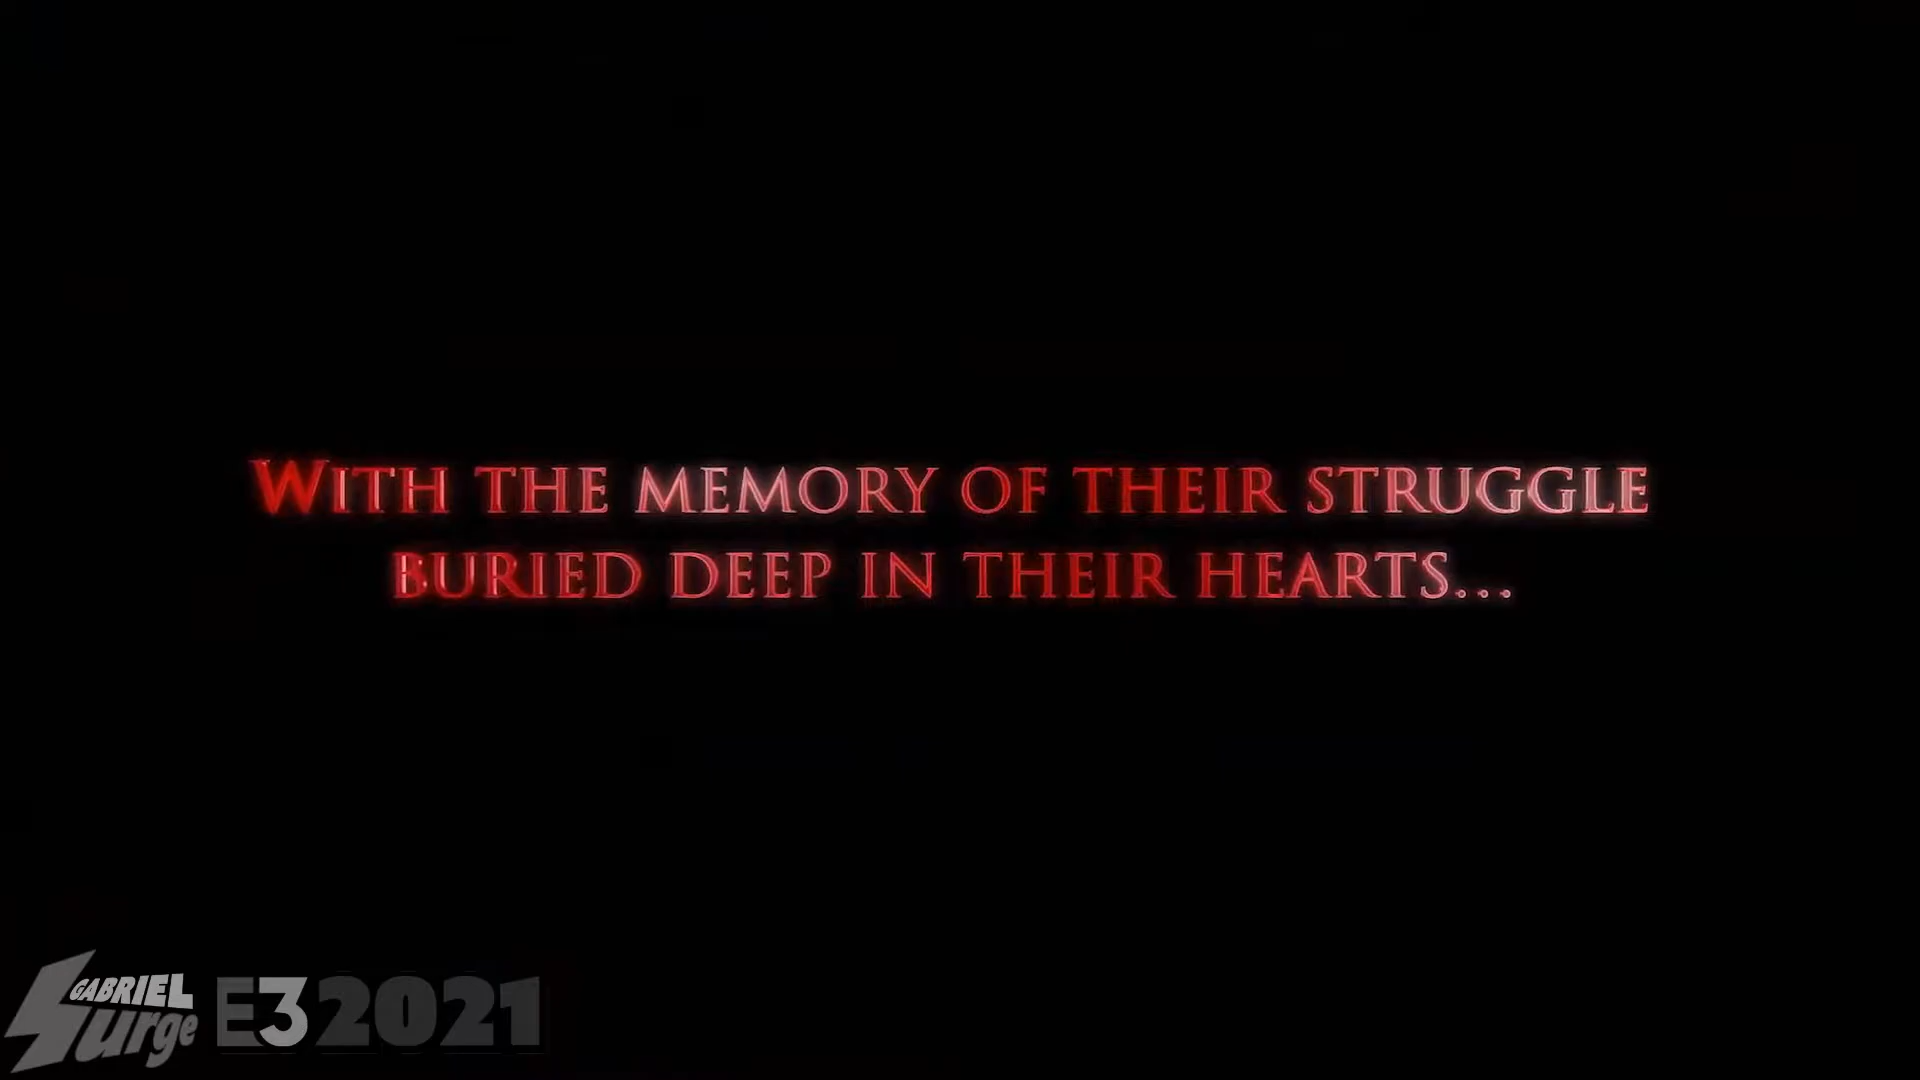 WITH THE MEMORY OF THEIR STRUGGLE
BURIED DEEP IN THEIR HEARTS...
GABRIEL
Surge
E3 2021